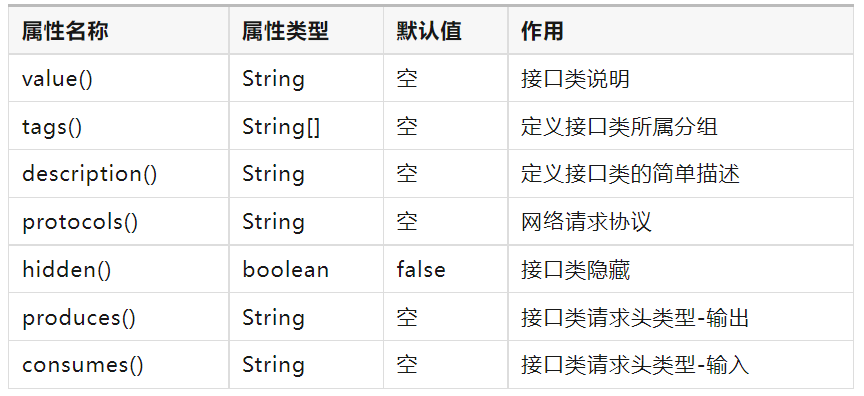 属性名称 属性类型 默认值 作用
value() String 空 接口类说明
tags() String[] 空 定义接口类所属分组
description() String 空 定义接口类的简单描述
protocols() String 空 网络请求协议
hidden() boolean false 接口类隐藏
produces() String 空 接口类请求头类型-输出
consumes() String 空 接口类请求头类型-输入